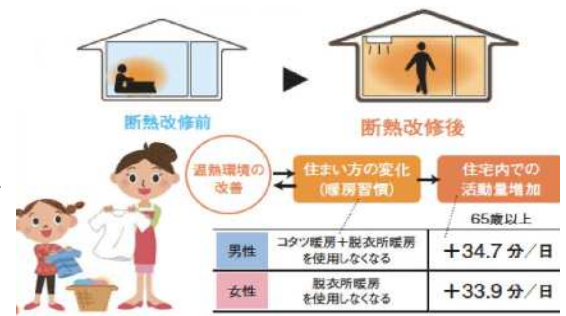 断熱改修前
断熱改修後
温熱環境の
改善
住まい方の変化
(暖房習慣)
住宅内での
活動量増加
65歳以上
男性
コタツ暖房+脱衣所暖房
を使用しなくなる
+34.7 分/日
女性
脱衣所暖房
を使用しなくなる
+33.9 分/日